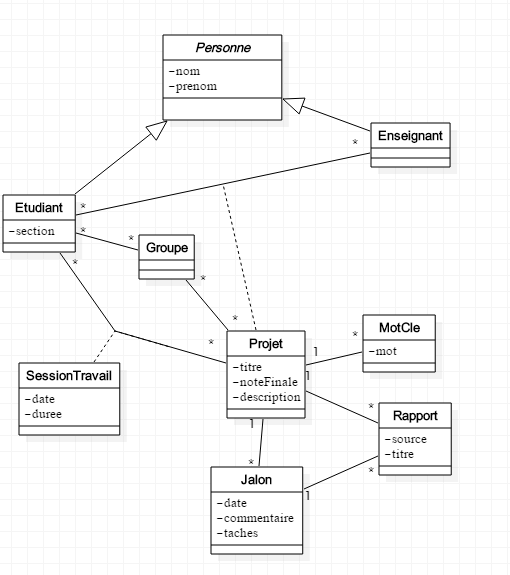 Personne
-nom
-prenom
Enseignant
*
Etudiant
-section
*
*
*
*
Groupe
*
*
*
SessionTravail
-date
-duree
Projet
-titre
-noteFinale
-description
1
*
MotCle
-mot
1
*
Rapport
-source
-titre
*
1
*
Jalon
-date
-commentaire
-taches
1